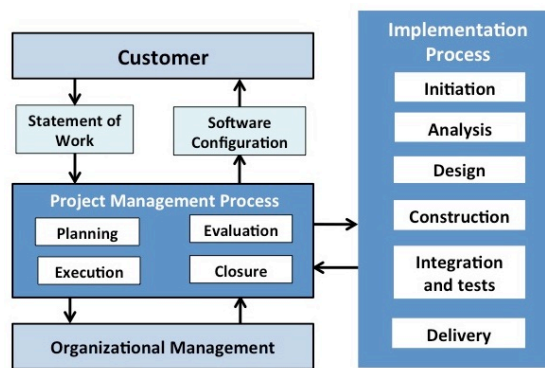 Customer
Statement of
Work
Software
Configuration
Project Management Process
Planning
Evaluation
Execution
Closure
Organizational Management
Implementation
Process
Initiation
Analysis
Design
Construction
Integration
and tests
Delivery